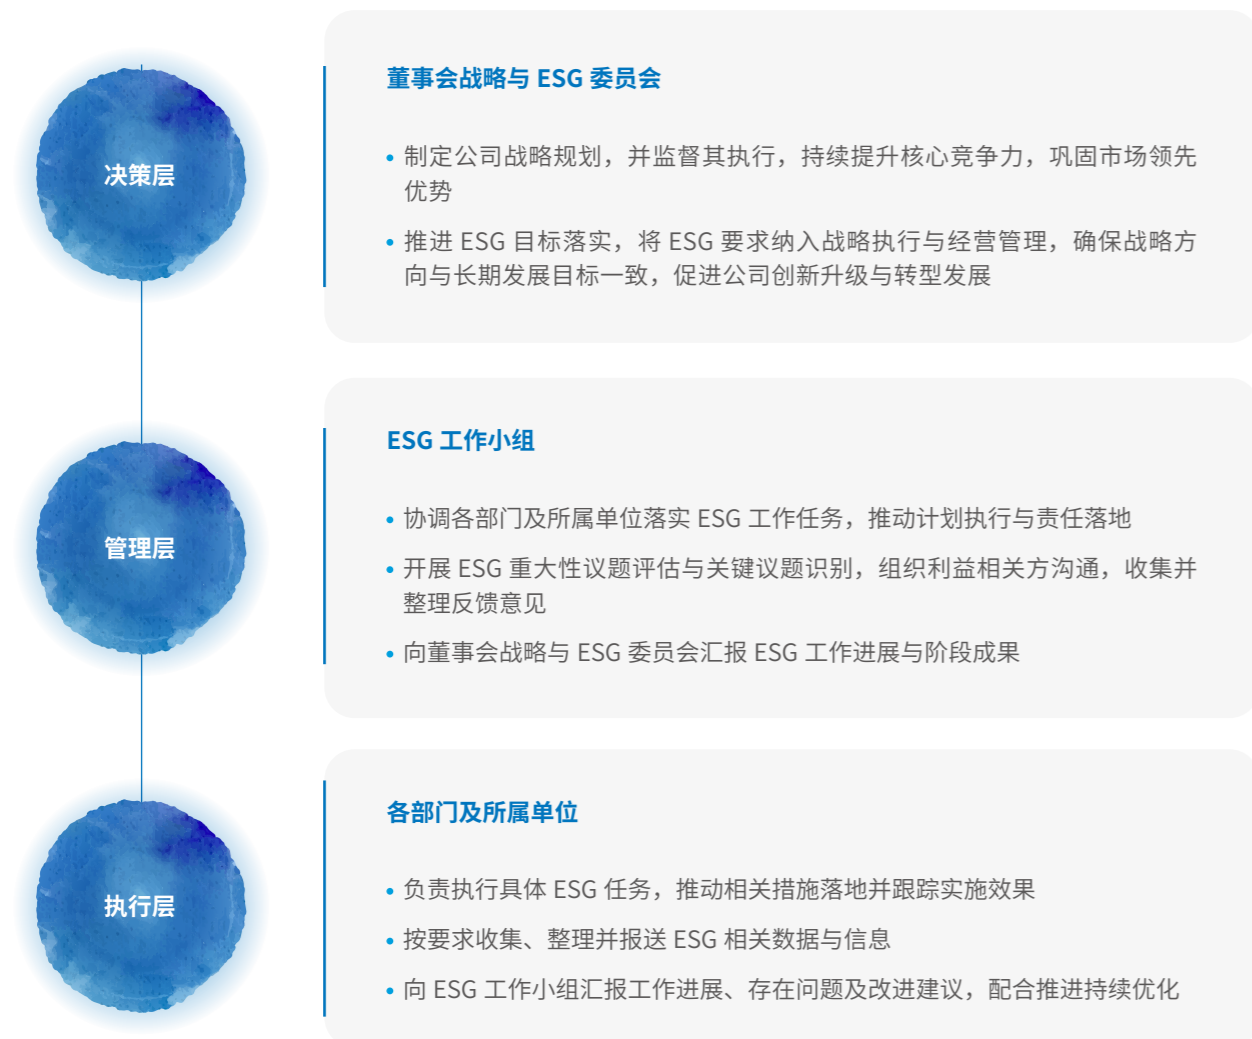 决策层
董事会战略与 ESG 委员会
• 制定公司战略规划，并监督其执行，持续提升核心竞争力，巩固市场领先
优势
• 推进 ESG 目标落实，将 ESG 要求纳入战略执行与经营管理，确保战略方
向与长期发展目标一致，促进公司创新升级与转型发展
管理层
ESG 工作小组
• 协调各部门及所属单位落实 ESG 工作任务，推动计划执行与责任落地
• 开展 ESG 重大性议题评估与关键议题识别，组织利益相关方沟通，收集并
整理反馈意见
• 向董事会战略与 ESG 委员会汇报 ESG 工作进展与阶段成果
执行层
各部门及所属单位
• 负责执行具体 ESG 任务，推动相关措施落地并跟踪实施效果
• 按要求收集、整理并报送 ESG 相关数据与信息
• 向 ESG 工作小组汇报工作进展、存在问题及改进建议，配合推进持续优化